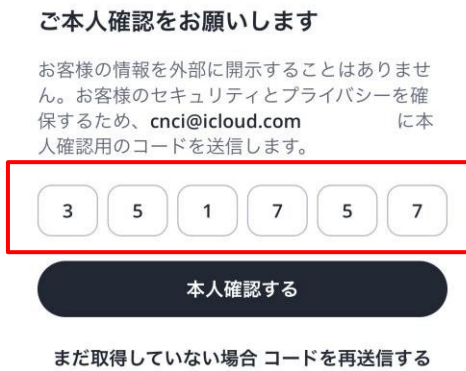 ご本人確認をお願いします
お客様の情報を外部に開示することはありませ
ん。お客様のセキュリティとプライバシーを確
保するため、cnci@icloud.com に本
人確認用のコードを送信します。
3 5 1 7 5 7
本人確認する
まだ取得していない場合 コードを再送信する